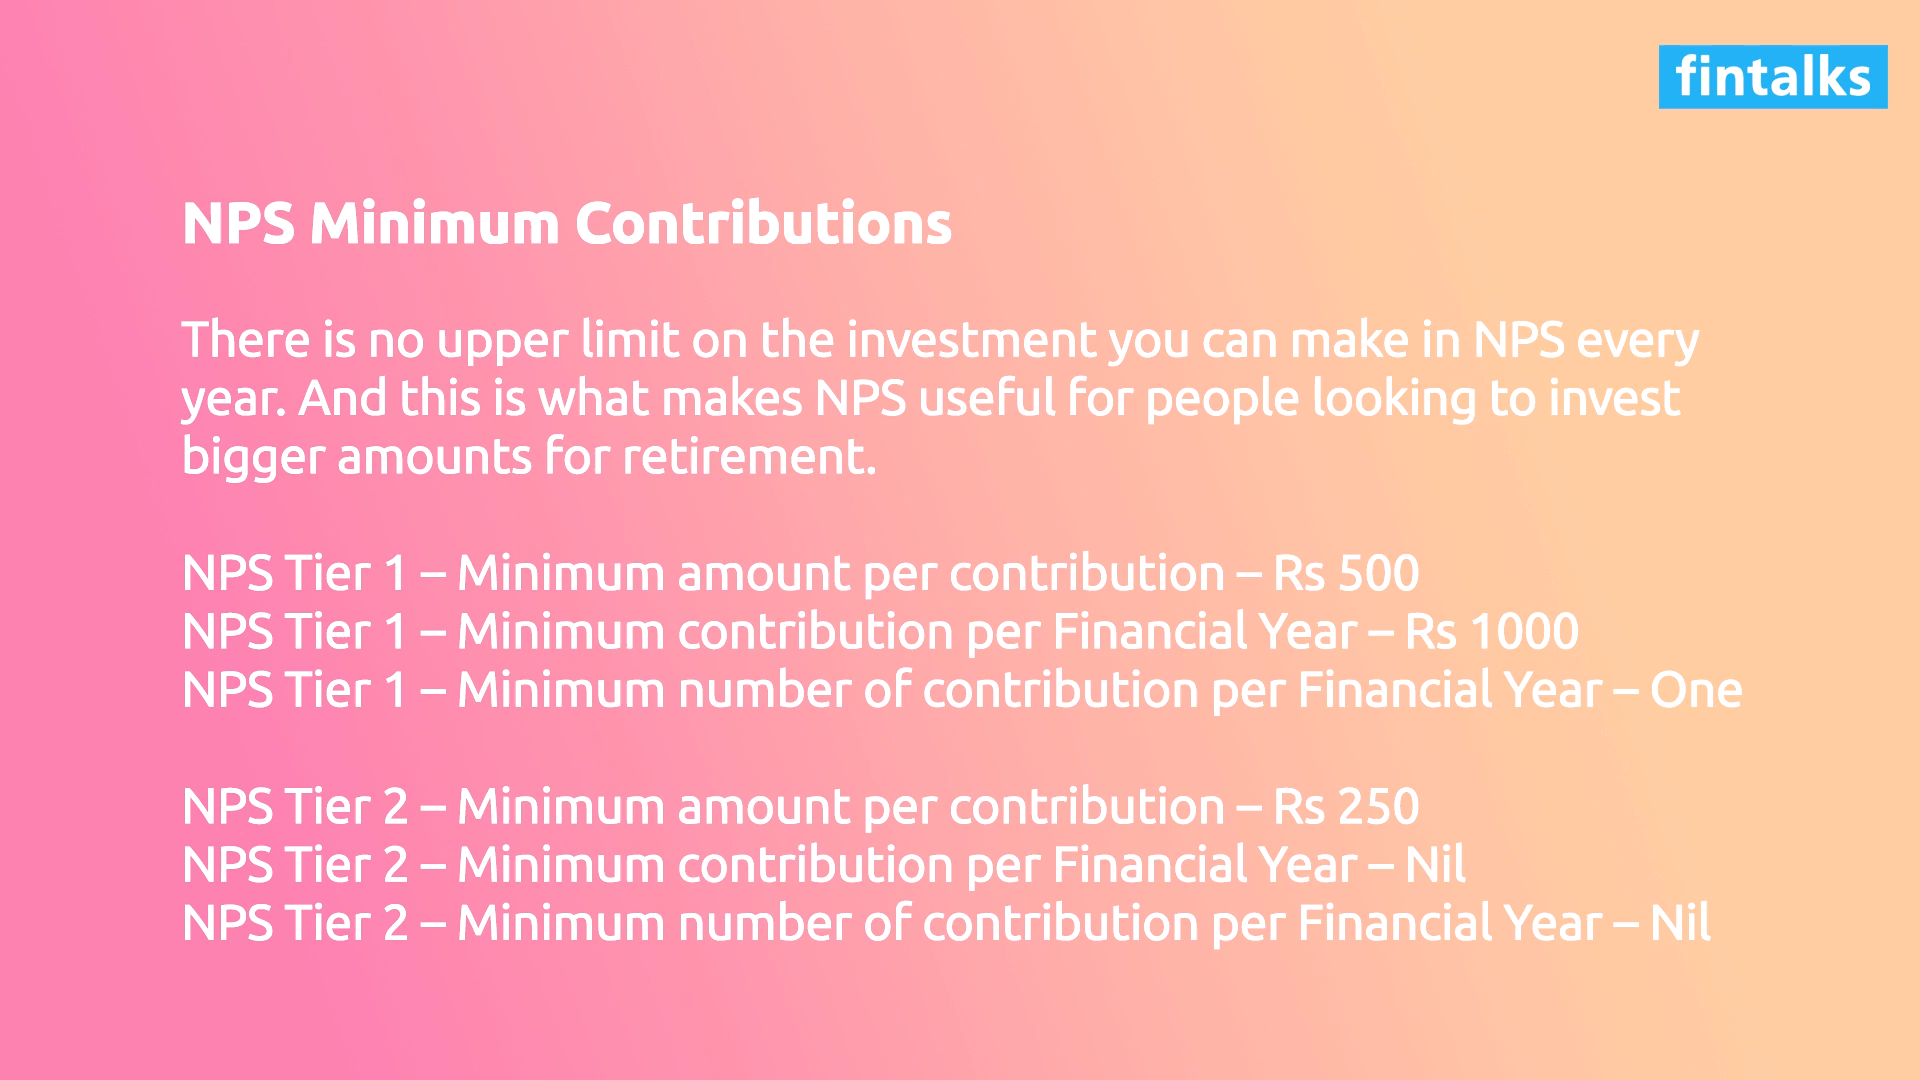 fintalks
NPS Minimum Contributions
There is no upper limit on the investment you can make in NPS every
year. And this is what makes NPS useful for people looking to invest
bigger amounts for retirement.
NPS Tier 1 – Minimum amount per contribution – Rs 500
NPS Tier 1 – Minimum contribution per Financial Year – Rs 1000
NPS Tier 1 – Minimum number of contribution per Financial Year – One
NPS Tier 2 – Minimum amount per contribution – Rs 250
NPS Tier 2 – Minimum contribution per Financial Year – Nil
NPS Tier 2 – Minimum number of contribution per Financial Year – Nil